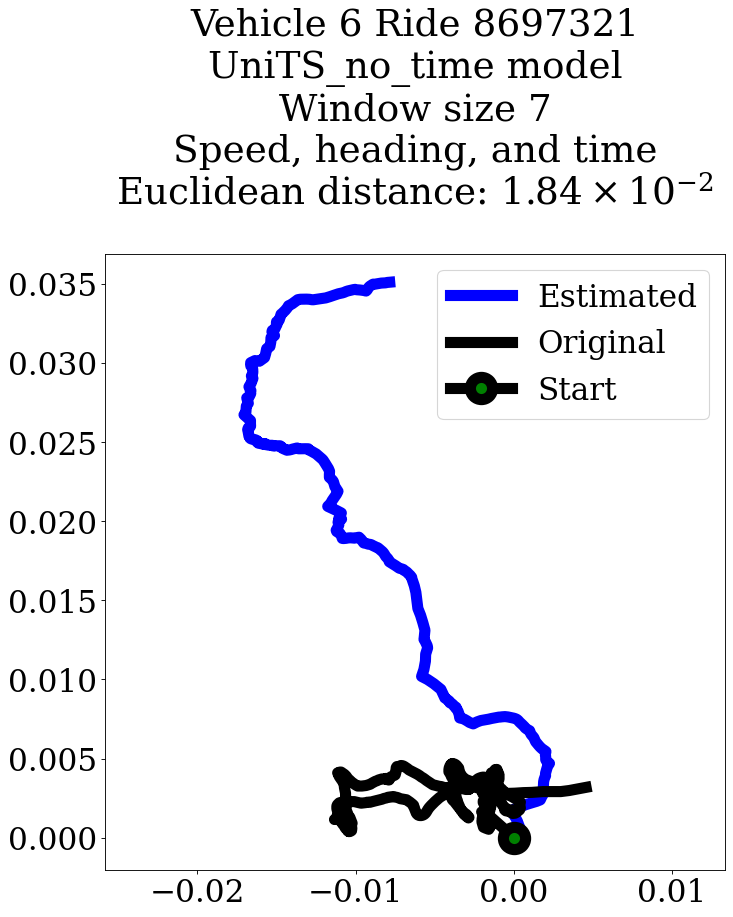 Vehicle 6 Ride 8697321
UniTS_no_time model
Window size 7
Speed, heading, and time
Euclidean distance: $1.84 \times 10^{-2}$
Estimated
Original
Start
0.035
0.030
0.025
0.020
0.015
0.010
0.005
0.000
−0.02
−0.01
0.00
0.01